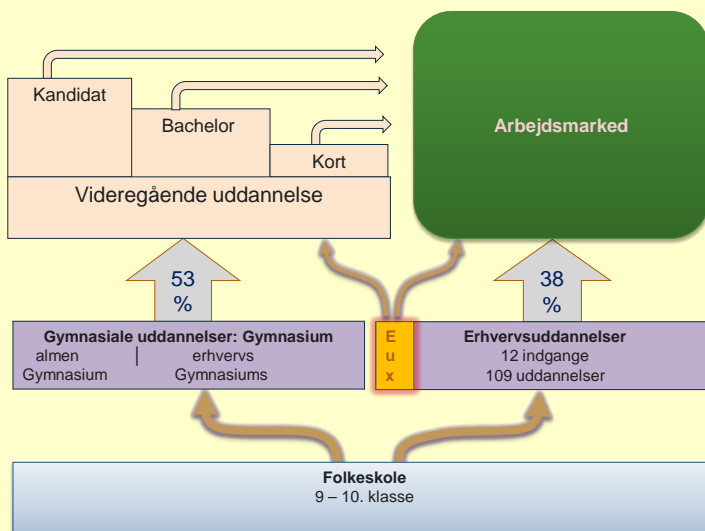 Kandidat
Bachelor
Kort
Videregående uddannelse
Arbejdsmarked
53
%
38
%
Gymnasiale uddannelser: Gymnasium
almen | erhvervs
Gymnasium Gymnasiums
E
u
x
Erhvervsuddannelser
12 indgange
109 uddannelser
Folkeskole
9 – 10. klasse